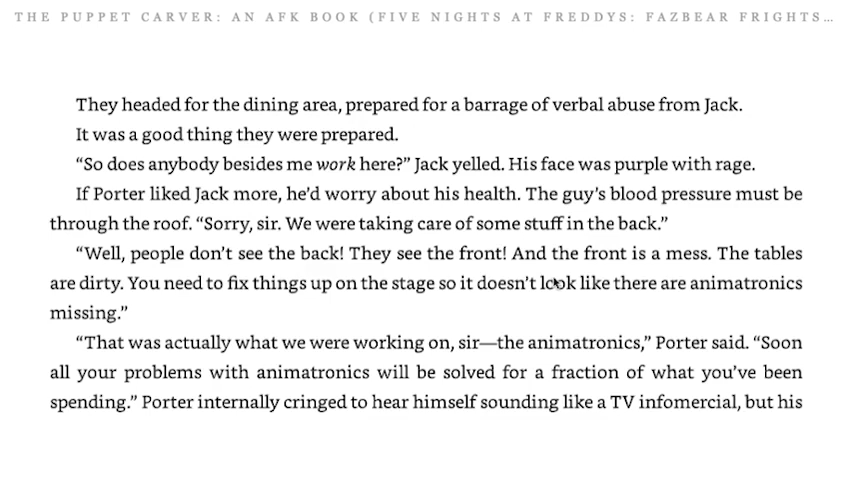 THE PUPPET CARVER: AN AFK BOOK (FIVE NIGHTS AT FREDDYS: FAZBEAR FRIGHTS…
They headed for the dining area, prepared for a barrage of verbal abuse from Jack.
It was a good thing they were prepared.
“So does anybody besides me work here?” Jack yelled. His face was purple with rage.
If Porter liked Jack more, he’d worry about his health. The guy’s blood pressure must be
through the roof. “Sorry, sir. We were taking care of some stuff in the back.”
“Well, people don’t see the back! They see the front! And the front is a mess. The tables
are dirty. You need to fix things up on the stage so it doesn’t look like there are animatronics
missing.”
“That was actually what we were working on, sir—the animatronics,” Porter said. “Soon
all your problems with animatronics will be solved for a fraction of what you’ve been
spending.” Porter internally cringed to hear himself sounding like a TV infomercial, but his